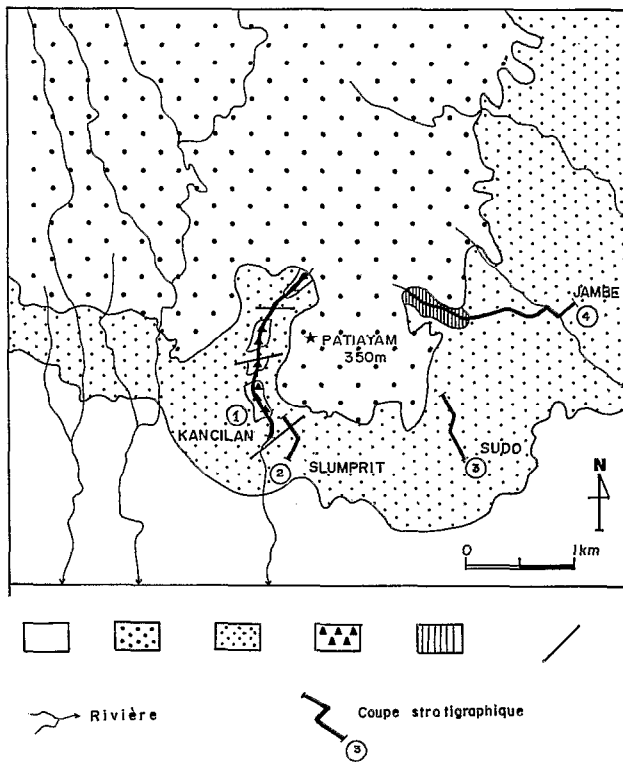 JAMBE
4
PATIAYAM
350m
1
KANCILAN
SUDO
2
SLUMPRIT
3
N
0 1km
Rivière
Coupe stratigraphique
3